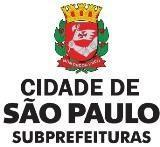 CIDADE DE
SÃO PAULO
SUBPREFEITURAS